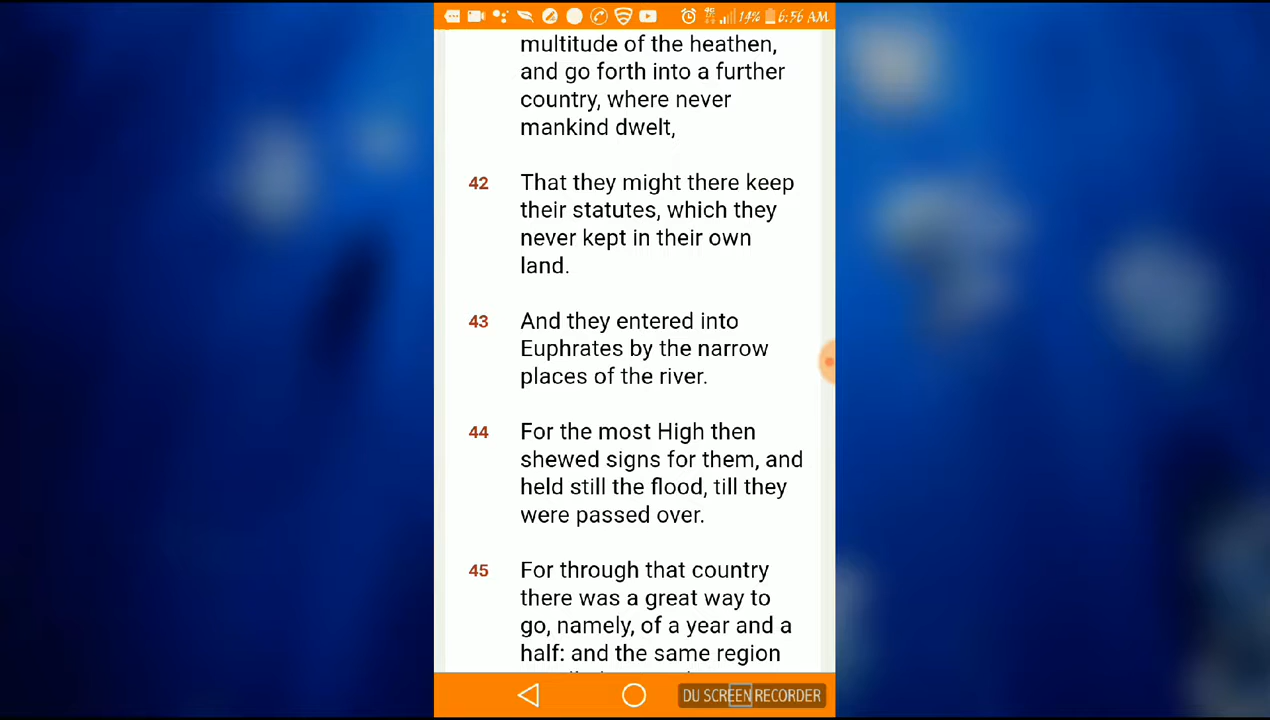 14% 6:56 AM
multitude of the heathen,
and go forth into a further
country, where never
mankind dwelt,
42 That they might there keep
their statutes, which they
never kept in their own
land.
43 And they entered into
Euphrates by the narrow
places of the river.
44 For the most High then
shewed signs for them, and
held still the flood, till they
were passed over.
45 For through that country
there was a great way to
go, namely, of a year and a
half: and the same region
DU SCREEN RECORDER